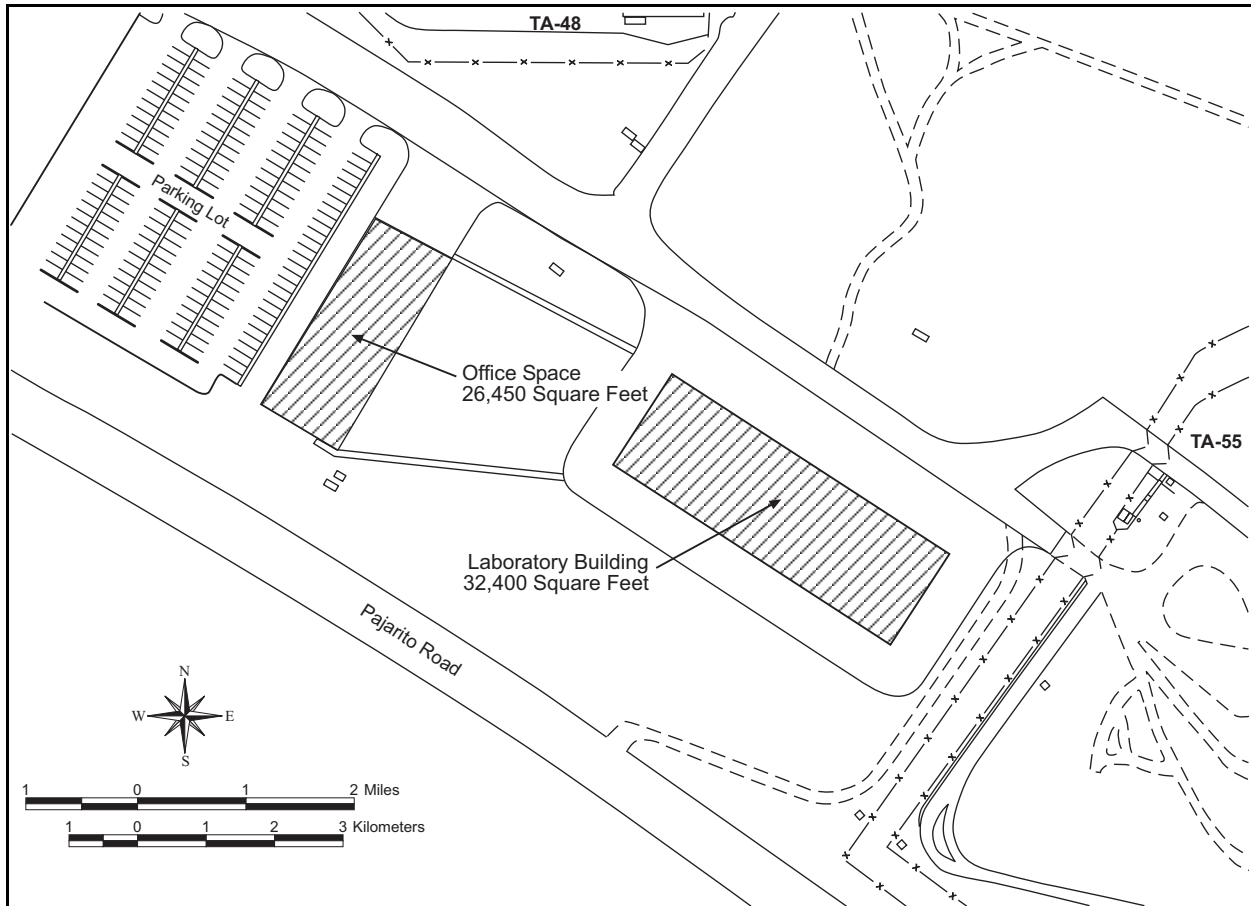 TA-48
Parking Lot
Office Space
26,450 Square Feet
TA-55
Laboratory Building
32,400 Square Feet
Pajarito Road
N
W E
S
1 0 1 2 Miles
1 0 1 2 3 Kilometers